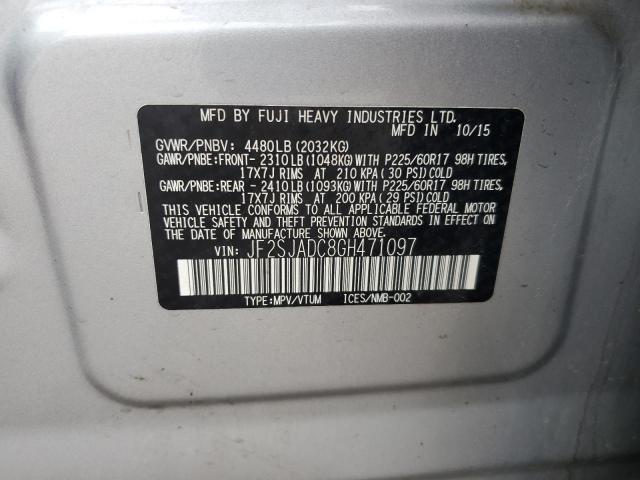 MFD BY FUJI HEAVY INDUSTRIES LTD.
MFD IN 10/15
GVWR/PNBV: 4480LB(2032KG)
GAWR/PNBE:FRONT- 2310LB(1048KG)WITH P225/60R17 98H TIRES,
17X7J RIMS AT 210 KPA (30 PSI)COLD
GAWR/PNBE:REAR - 2410LB(1093KG)WITH P225/60R17 98H TIRES,
17X7J RIMS AT 200 KPA (29 PSI)COLD
THIS VEHICLE CONFORMS TO ALL APPLICABLE FEDERAL MOTOR
VEHICLE SAFETY AND THEFT PREVENTION STANDARDS IN EFFECT
ON THE DATE OF MANUFACTURE SHOWN ABOVE.
VIN: JF2SJADC8GH471097
TYPE:MPV/VTUM ICES/NMB-002